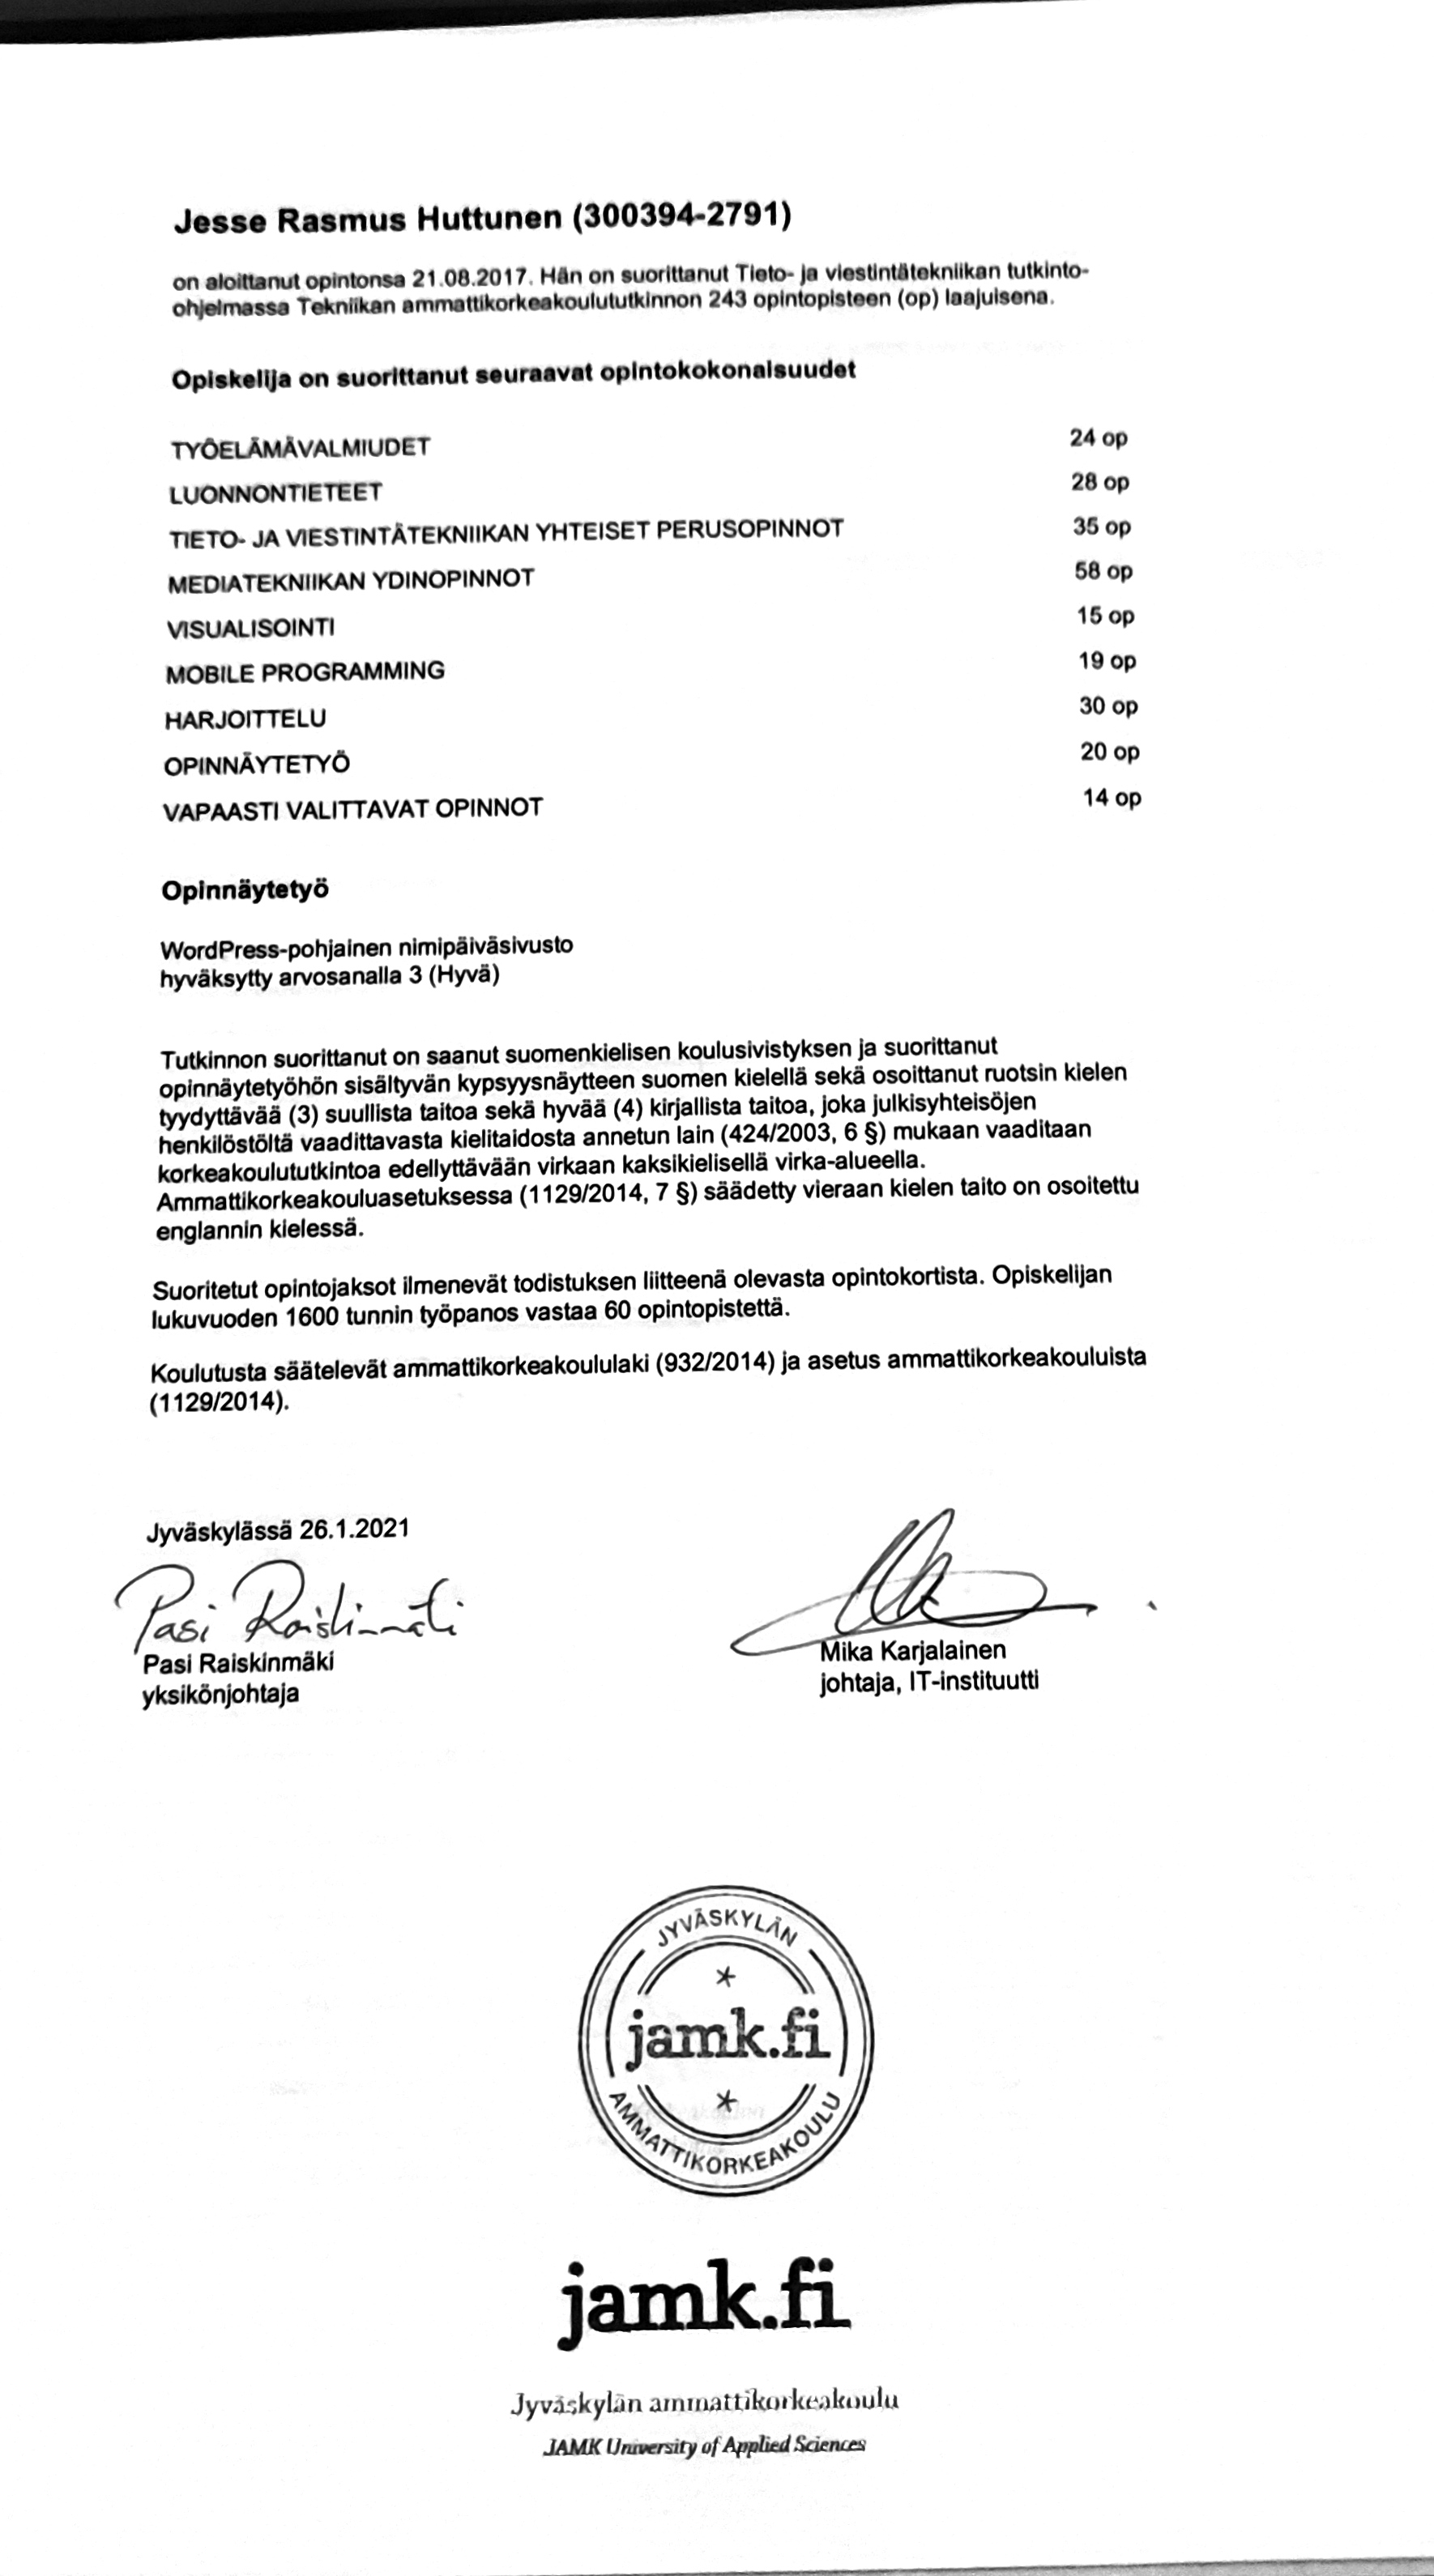 Jesse Rasmus Huttunen (300394-2791)
on aloittanut opintonsa 21.08.2017. Hän on suorittanut Tieto- ja viestintätekniikan tutkinto-
ohjelmassa Tekniikan ammattikorkeakoulututkinnon 243 opintopisteen (op) laajuisena.
Opiskelija on suorittanut seuraavat opintokokonaisuudet
TYÖELÄMÄVALMIUDET 24 op
LUONNONTIETEET 28 op
TIETO- JA VIESTINTÄTEKNIIKAN YHTEISET PERUSOPINNOT 35 op
MEDIATEKNIIKAN YDINOPINNOT 58 op
VISUALISOINTI 15 op
MOBILE PROGRAMMING 19 op
HARJOITTELU 30 op
OPINNÄYTETYÖ 20 op
VAPAASTI VALITTAVAT OPINNOT 14 op
Opinnäytetyö
WordPress-pohjainen nimipäiväsivusto
hyväksytty arvosanalla 3 (Hyvä)
Tutkinnon suorittanut on saanut suomenkielisen koulusivistyksen ja suorittanut
opinnäytetyöhön sisältyvän kypsyysnäytteen suomen kielellä sekä osoittanut ruotsin kielen
tyydyttävää (3) suullista taitoa sekä hyvää (4) kirjallista taitoa, joka julkisyhteisöjen
henkilöstöltä vaadittavasta kielitaidosta annetun lain (424/2003, 6 §) mukaan vaaditaan
korkeakoulututkintoa edellyttävään virkaan kaksikielisellä virka-alueella.
Ammattikorkeakouluasetuksessa (1129/2014, 7 §) säädetty vieraan kielen taito on osoitettu
englannin kielessä.
Suoritetut opintojaksot ilmenevät todistuksen liitteenä olevasta opintokortista. Opiskelijan
lukuvuoden 1600 tunnin työpanos vastaa 60 opintopistettä.
Koulutusta säätelevät ammattikorkeakoululaki (932/2014) ja asetus ammattikorkeakouluista
(1129/2014).
Jyväskylässä 26.1.2021
Pasi Raiskinmäki
Pasi Raiskinmäki
yksikönjohtaja
Mika Karjalainen
johtaja, IT-instituutti
JYVÄSKYLÄN
jamk.fi
AMMATTIKORKEAKOULU
jamk.fi
Jyväskylän ammattikorkeakoulu
JAMK University of Applied Sciences